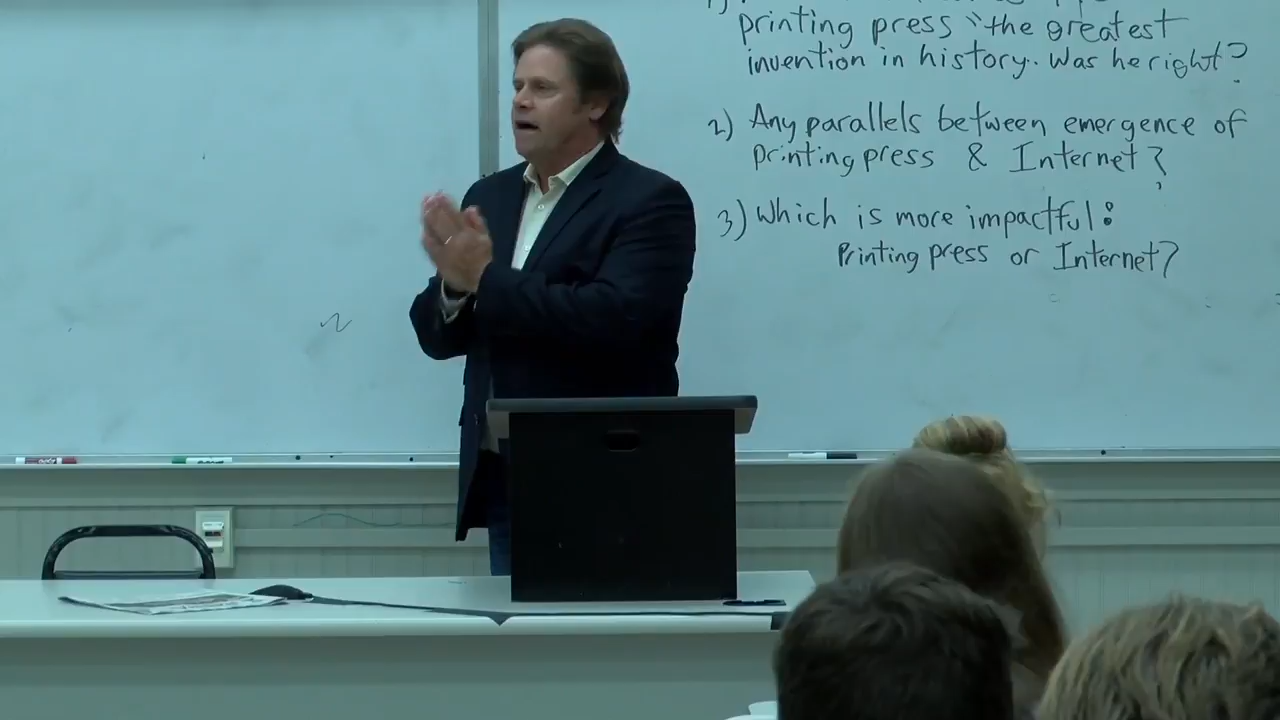 printing press "the greatest
invention in history. Was he right?
2) Any parallels between emergence of
printing press & Internet?
3) Which is more impactful:
Printing press or Internet?